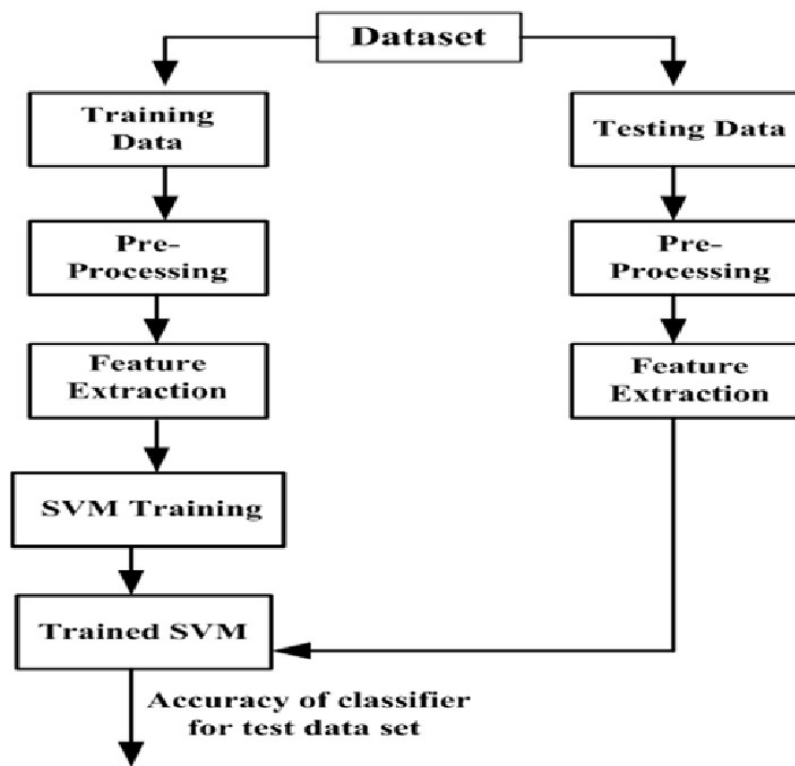 Dataset
Training
Data
Testing Data
Pre-
Processing
Pre-
Processing
Feature
Extraction
Feature
Extraction
SVM Training
Trained SVM
Accuracy of classifier
for test data set